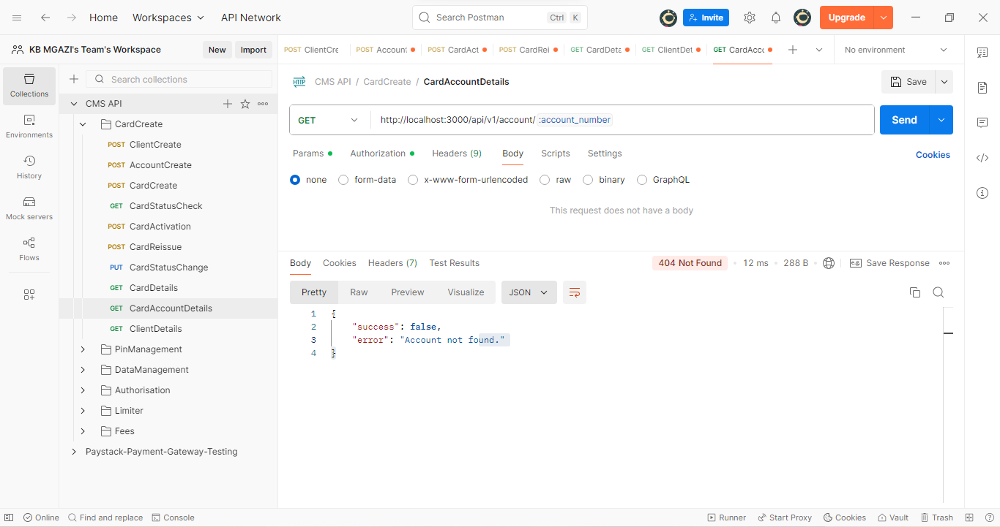 Home Workspaces API Network Search Postman Ctrl K Invite Upgrade
KB MGAZI's Team's Workspace New Import
POST ClientCre POST Account POST CardAct POST CardRei GET CardDeta GET ClientDet GET CardAcc No environment
Collections
Environments
History
Mock servers
Flows
Search collections
CMS API
CardCreate
POST ClientCreate
POST AccountCreate
POST CardCreate
GET CardStatusCheck
POST CardActivation
POST CardReissue
PUT CardStatusChange
GET CardDetails
GET CardAccountDetails
GET ClientDetails
PinManagement
DataManagement
Authorisation
Limiter
Fees
Paystack-Payment-Gateway-Testing
HTTP CMS API / CardCreate / CardAccountDetails Save
GET http://localhost:3000/api/v1/account/ :account_number Send
Params Authorization Headers (9) Body Scripts Settings Cookies
none form-data x-www-form-urlencoded raw binary GraphQL
This request does not have a body
Body Cookies Headers (7) Test Results 404 Not Found 12 ms 288 B e.g. Save Response
Pretty Raw Preview Visualize JSON
1 {
2 "success": false,
3 "error": "Account not found."
4 }
Online Find and replace Console Runner Start Proxy Cookies Vault Trash